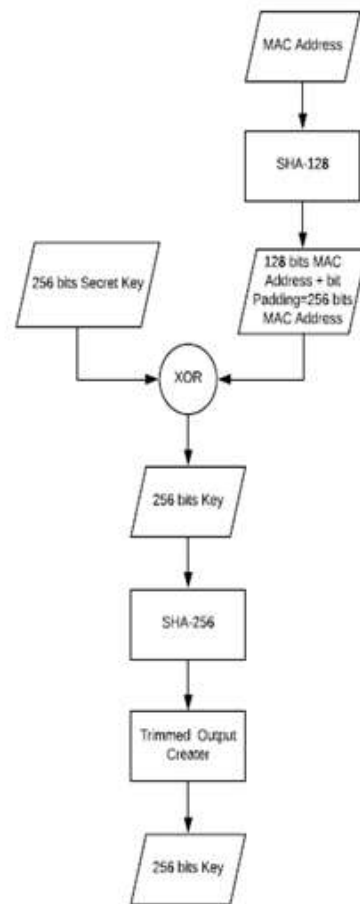 MAC Address
SHA-128
256 bits Secret Key
128 bits MAC
Address + bit
Padding=256 bits
MAC Address
XOR
256 bits Key
SHA-256
Trimmed Output
Creater
256 bits Key